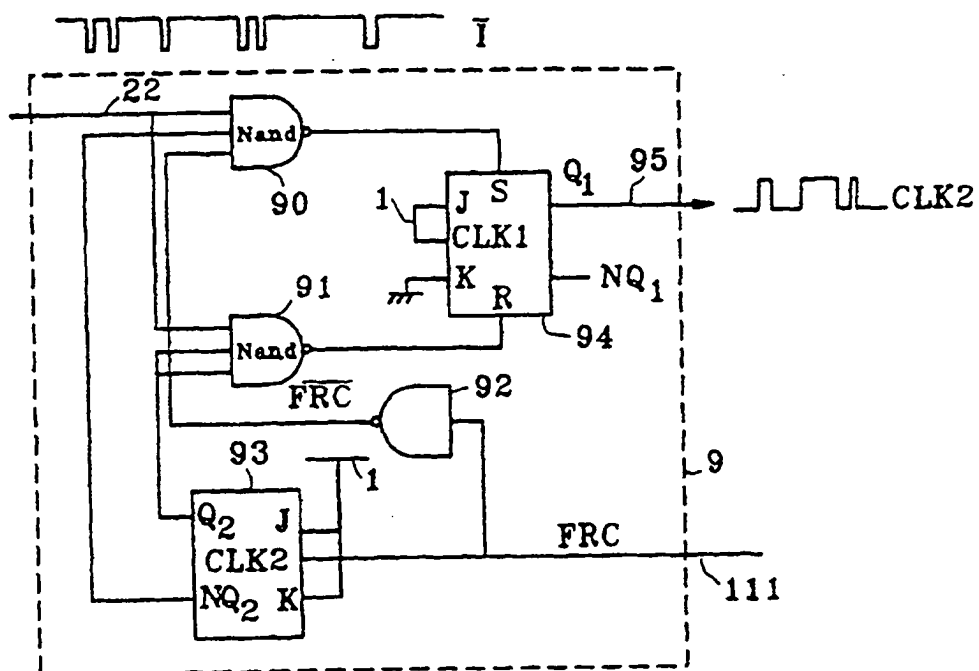 Ī
22
Nand
90
S
Q1
95
J
1
CLK1
CLK2
K
NQ1
R
94
91
Nand
F̅R̅C̅
92
93
1
9
Q2
J
CLK2
FRC
NQ2
K
111